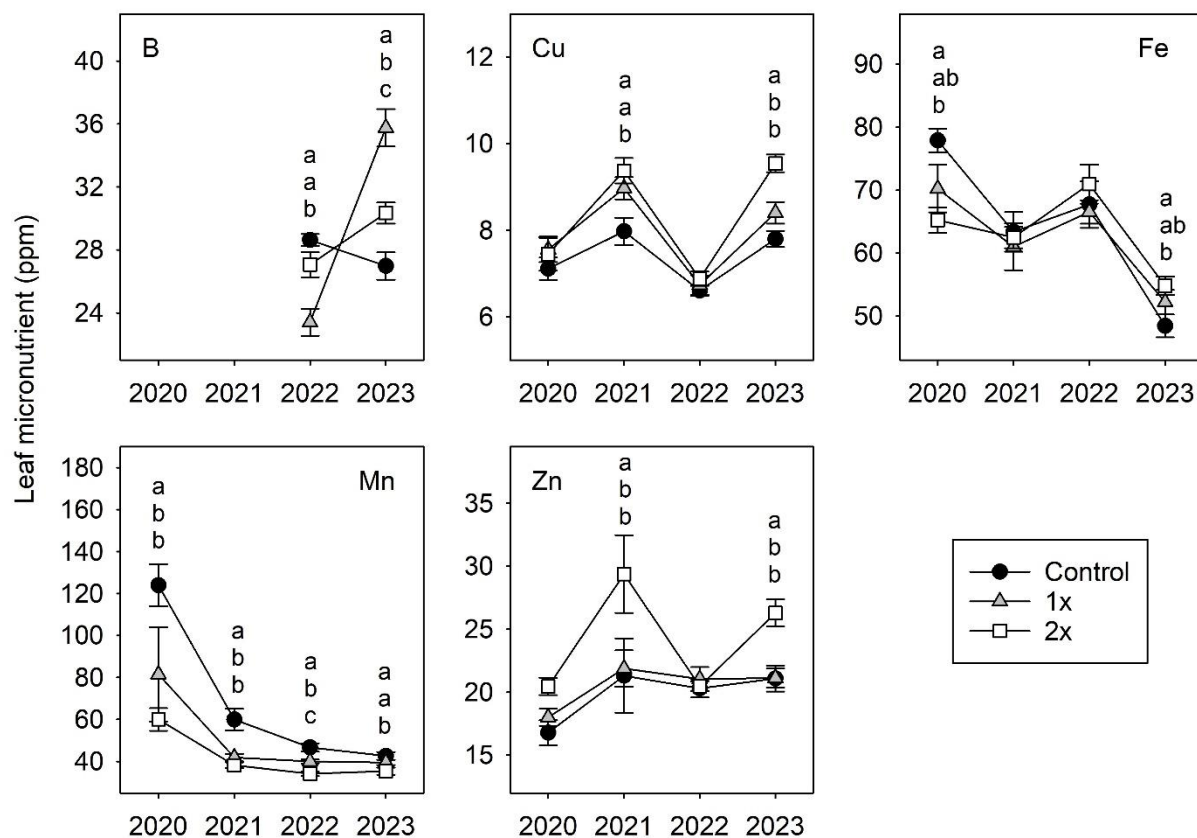 Leaf micronutrient (ppm)
B
40
36
32
28
24
a
a
b
a
b
c
2020 2021 2022 2023
Cu
12
10
8
6
a
a
b
a
b
b
2020 2021 2022 2023
Fe
90
80
70
60
50
a
ab
b
a
ab
b
2020 2021 2022 2023
Mn
180
160
140
120
100
80
60
40
a
b
b
a
b
b
a
b
c
a
a
b
2020 2021 2022 2023
Zn
35
30
25
20
15
a
b
b
a
b
b
2020 2021 2022 2023
Control
1x
2x